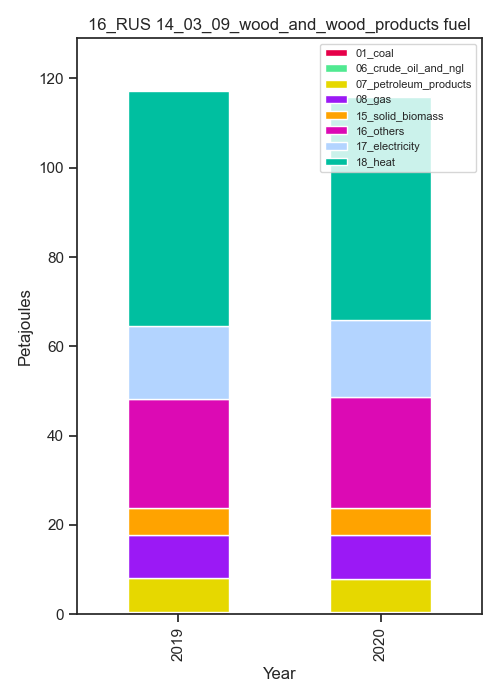 16_RUS 14_03_09_wood_and_wood_products fuel
01_coal
06_crude_oil_and_ngl
07_petroleum_products
08_gas
15_solid_biomass
16_others
17_electricity
18_heat
120
100
80
60
40
20
0
Petajoules
2019
2020
Year